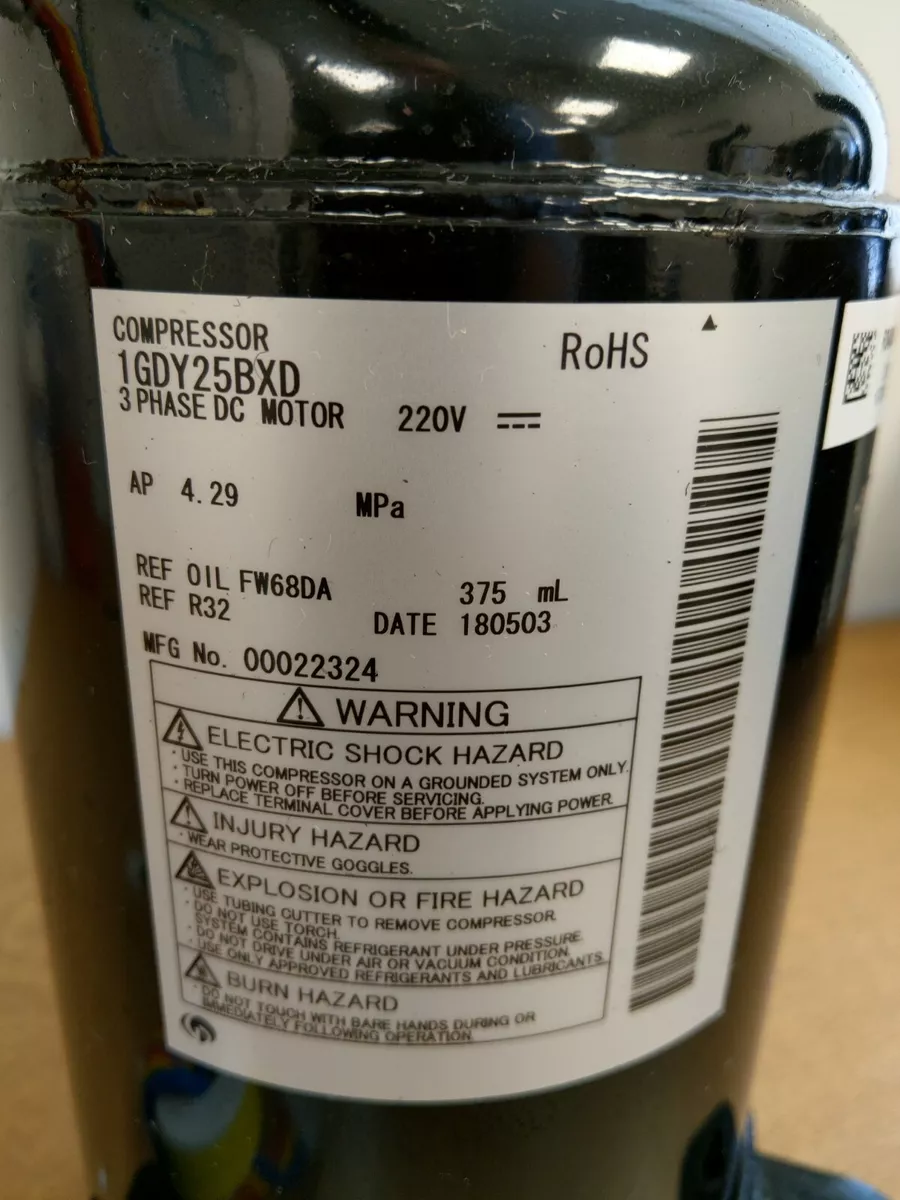 COMPRESSOR
RoHS
1GDY25BXD
3 PHASE DC MOTOR 220V
AP 4.29 MPa
REF OIL FW68DA 375 mL
REF R32 DATE 180503
MFG No. 00022324
WARNING
ELECTRIC SHOCK HAZARD
· USE THIS COMPRESSOR ON A GROUNDED SYSTEM ONLY.
· TURN POWER OFF BEFORE SERVICING.
· REPLACE TERMINAL COVER BEFORE APPLYING POWER.
INJURY HAZARD
· WEAR PROTECTIVE GOGGLES.
EXPLOSION OR FIRE HAZARD
· USE TUBING CUTTER TO REMOVE COMPRESSOR.
· DO NOT USE TORCH.
SYSTEM CONTAINS REFRIGERANT UNDER PRESSURE.
· DO NOT DRIVE UNDER AIR OR VACUUM CONDITION.
· USE ONLY APPROVED REFRIGERANTS AND LUBRICANTS.
BURN HAZARD
· DO NOT TOUCH WITH BARE HANDS DURING OR
IMMEDIATELY FOLLOWING OPERATION.